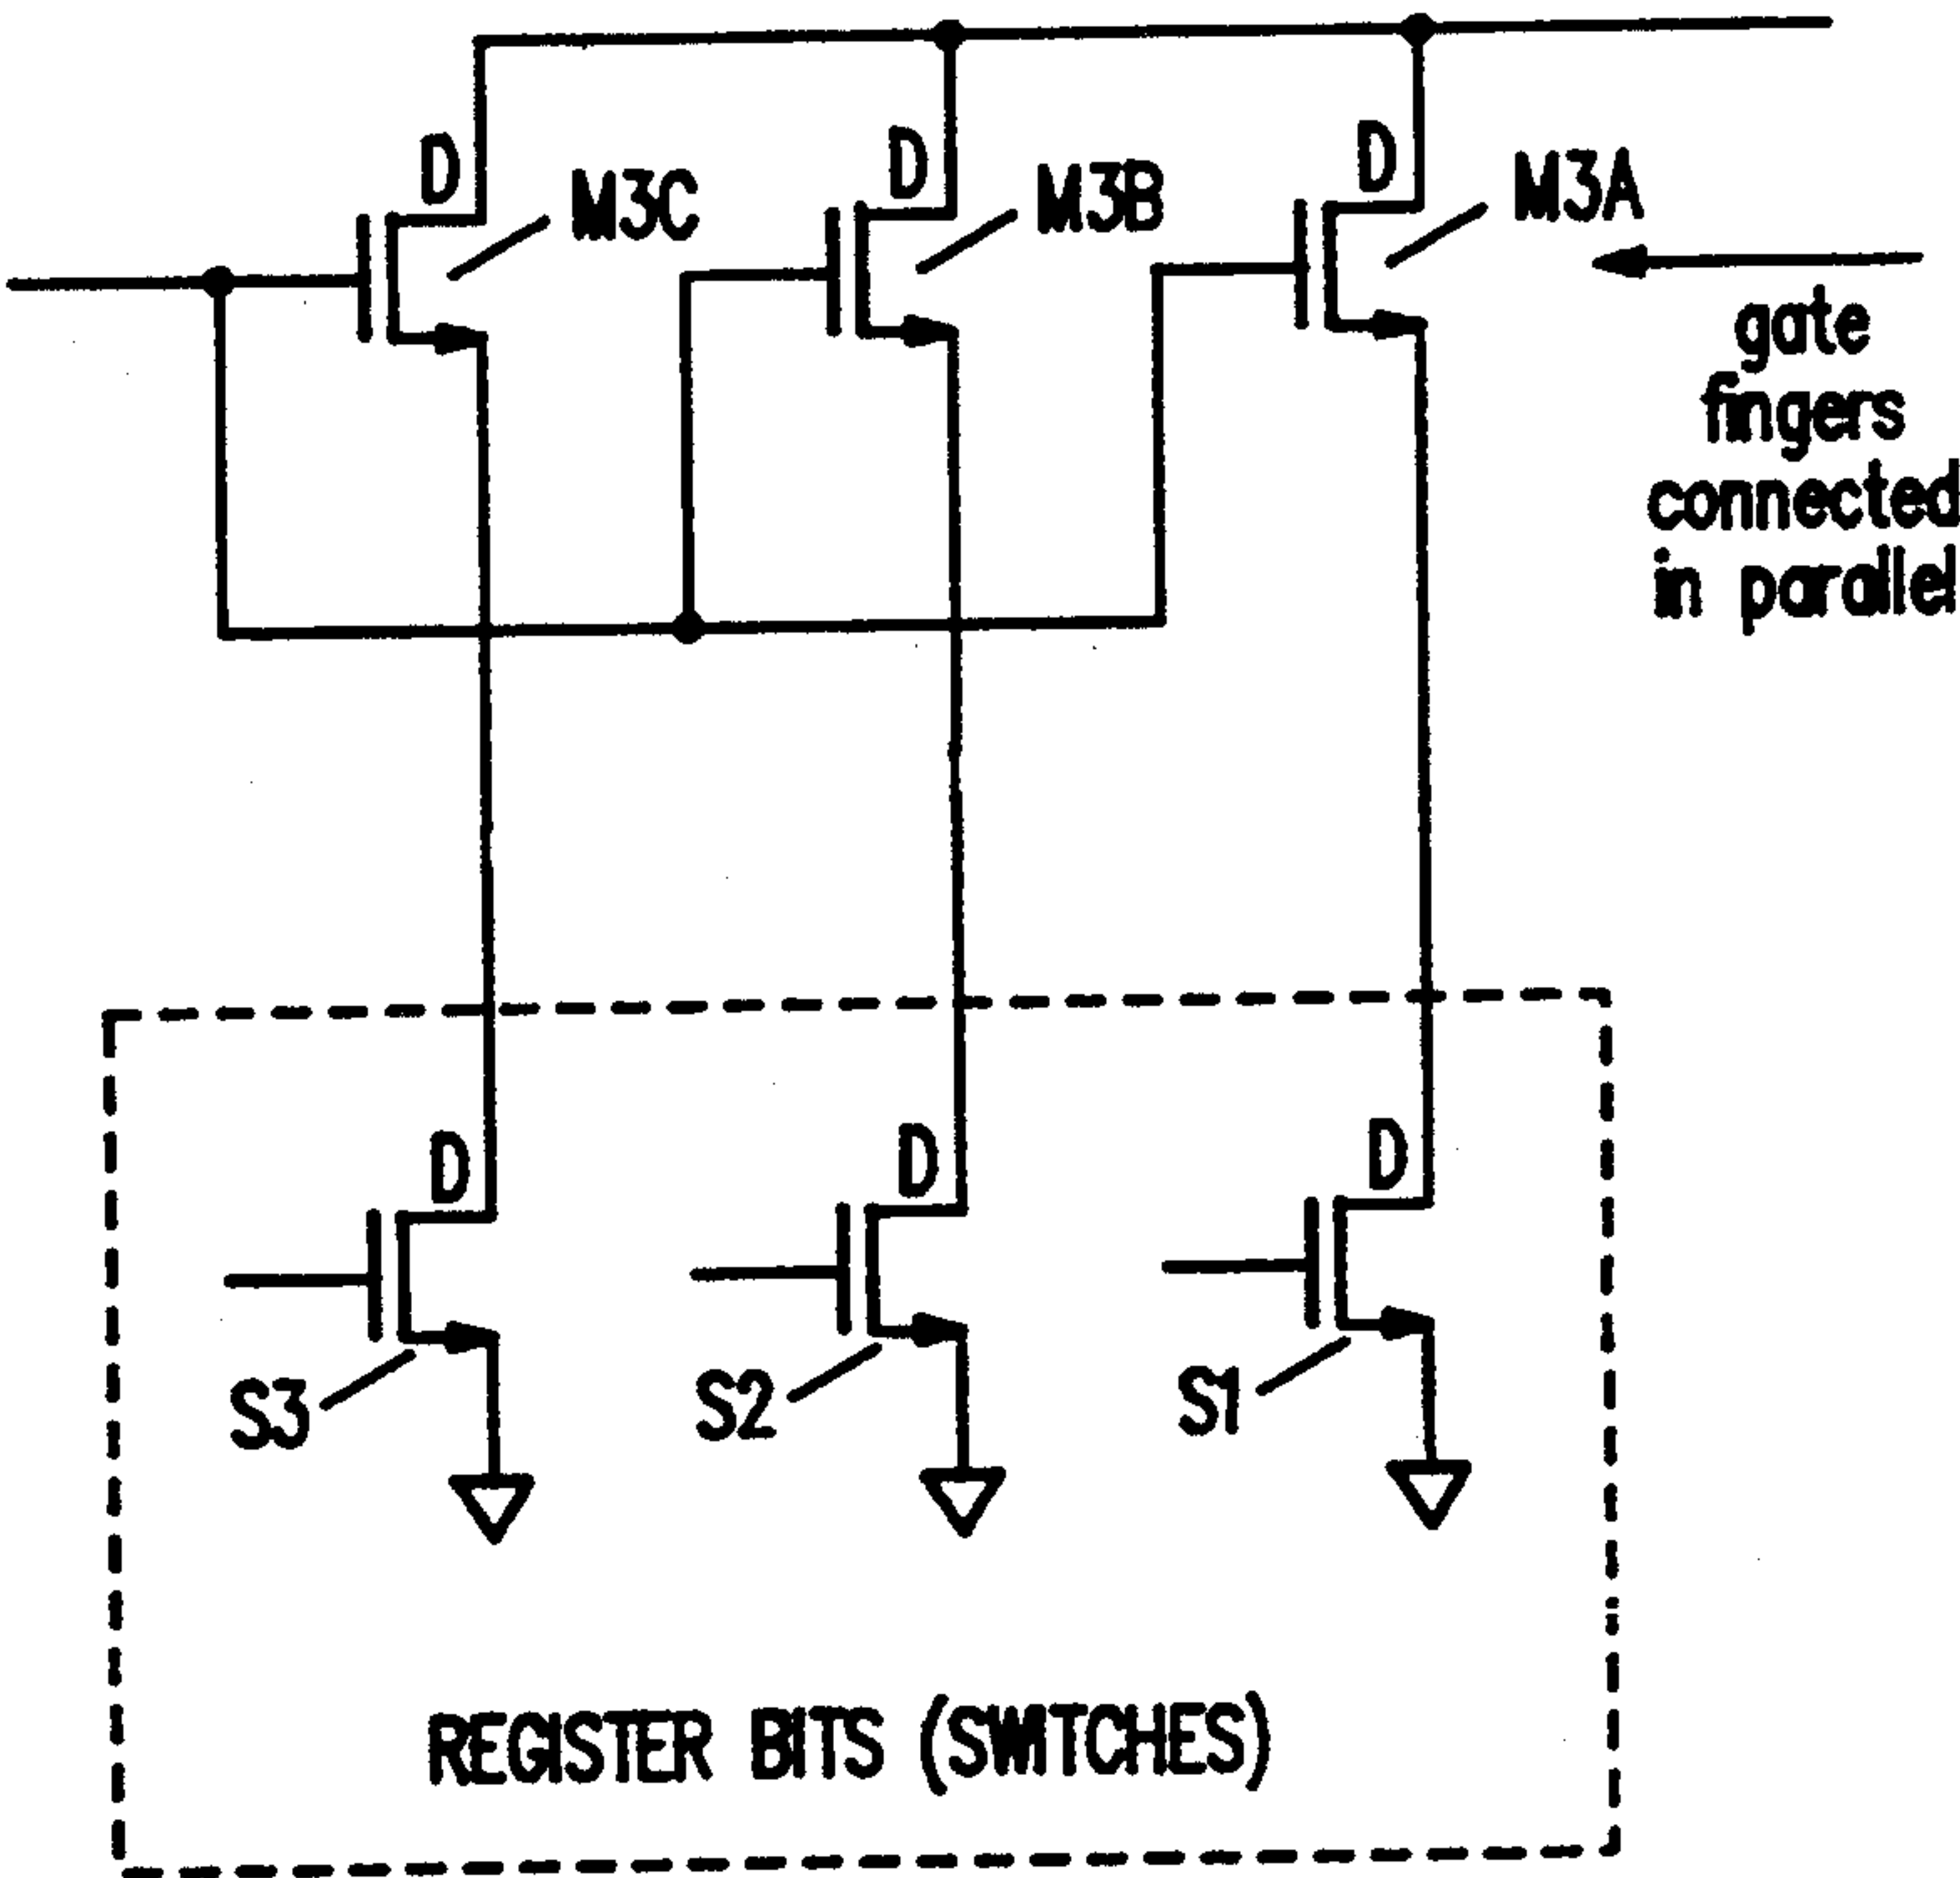 D
M3C
D
M3B
D
M3A
gate
fingers
connected
in parallel
D
D
D
S3
S2
S1
REGISTER BITS (SWITCHES)